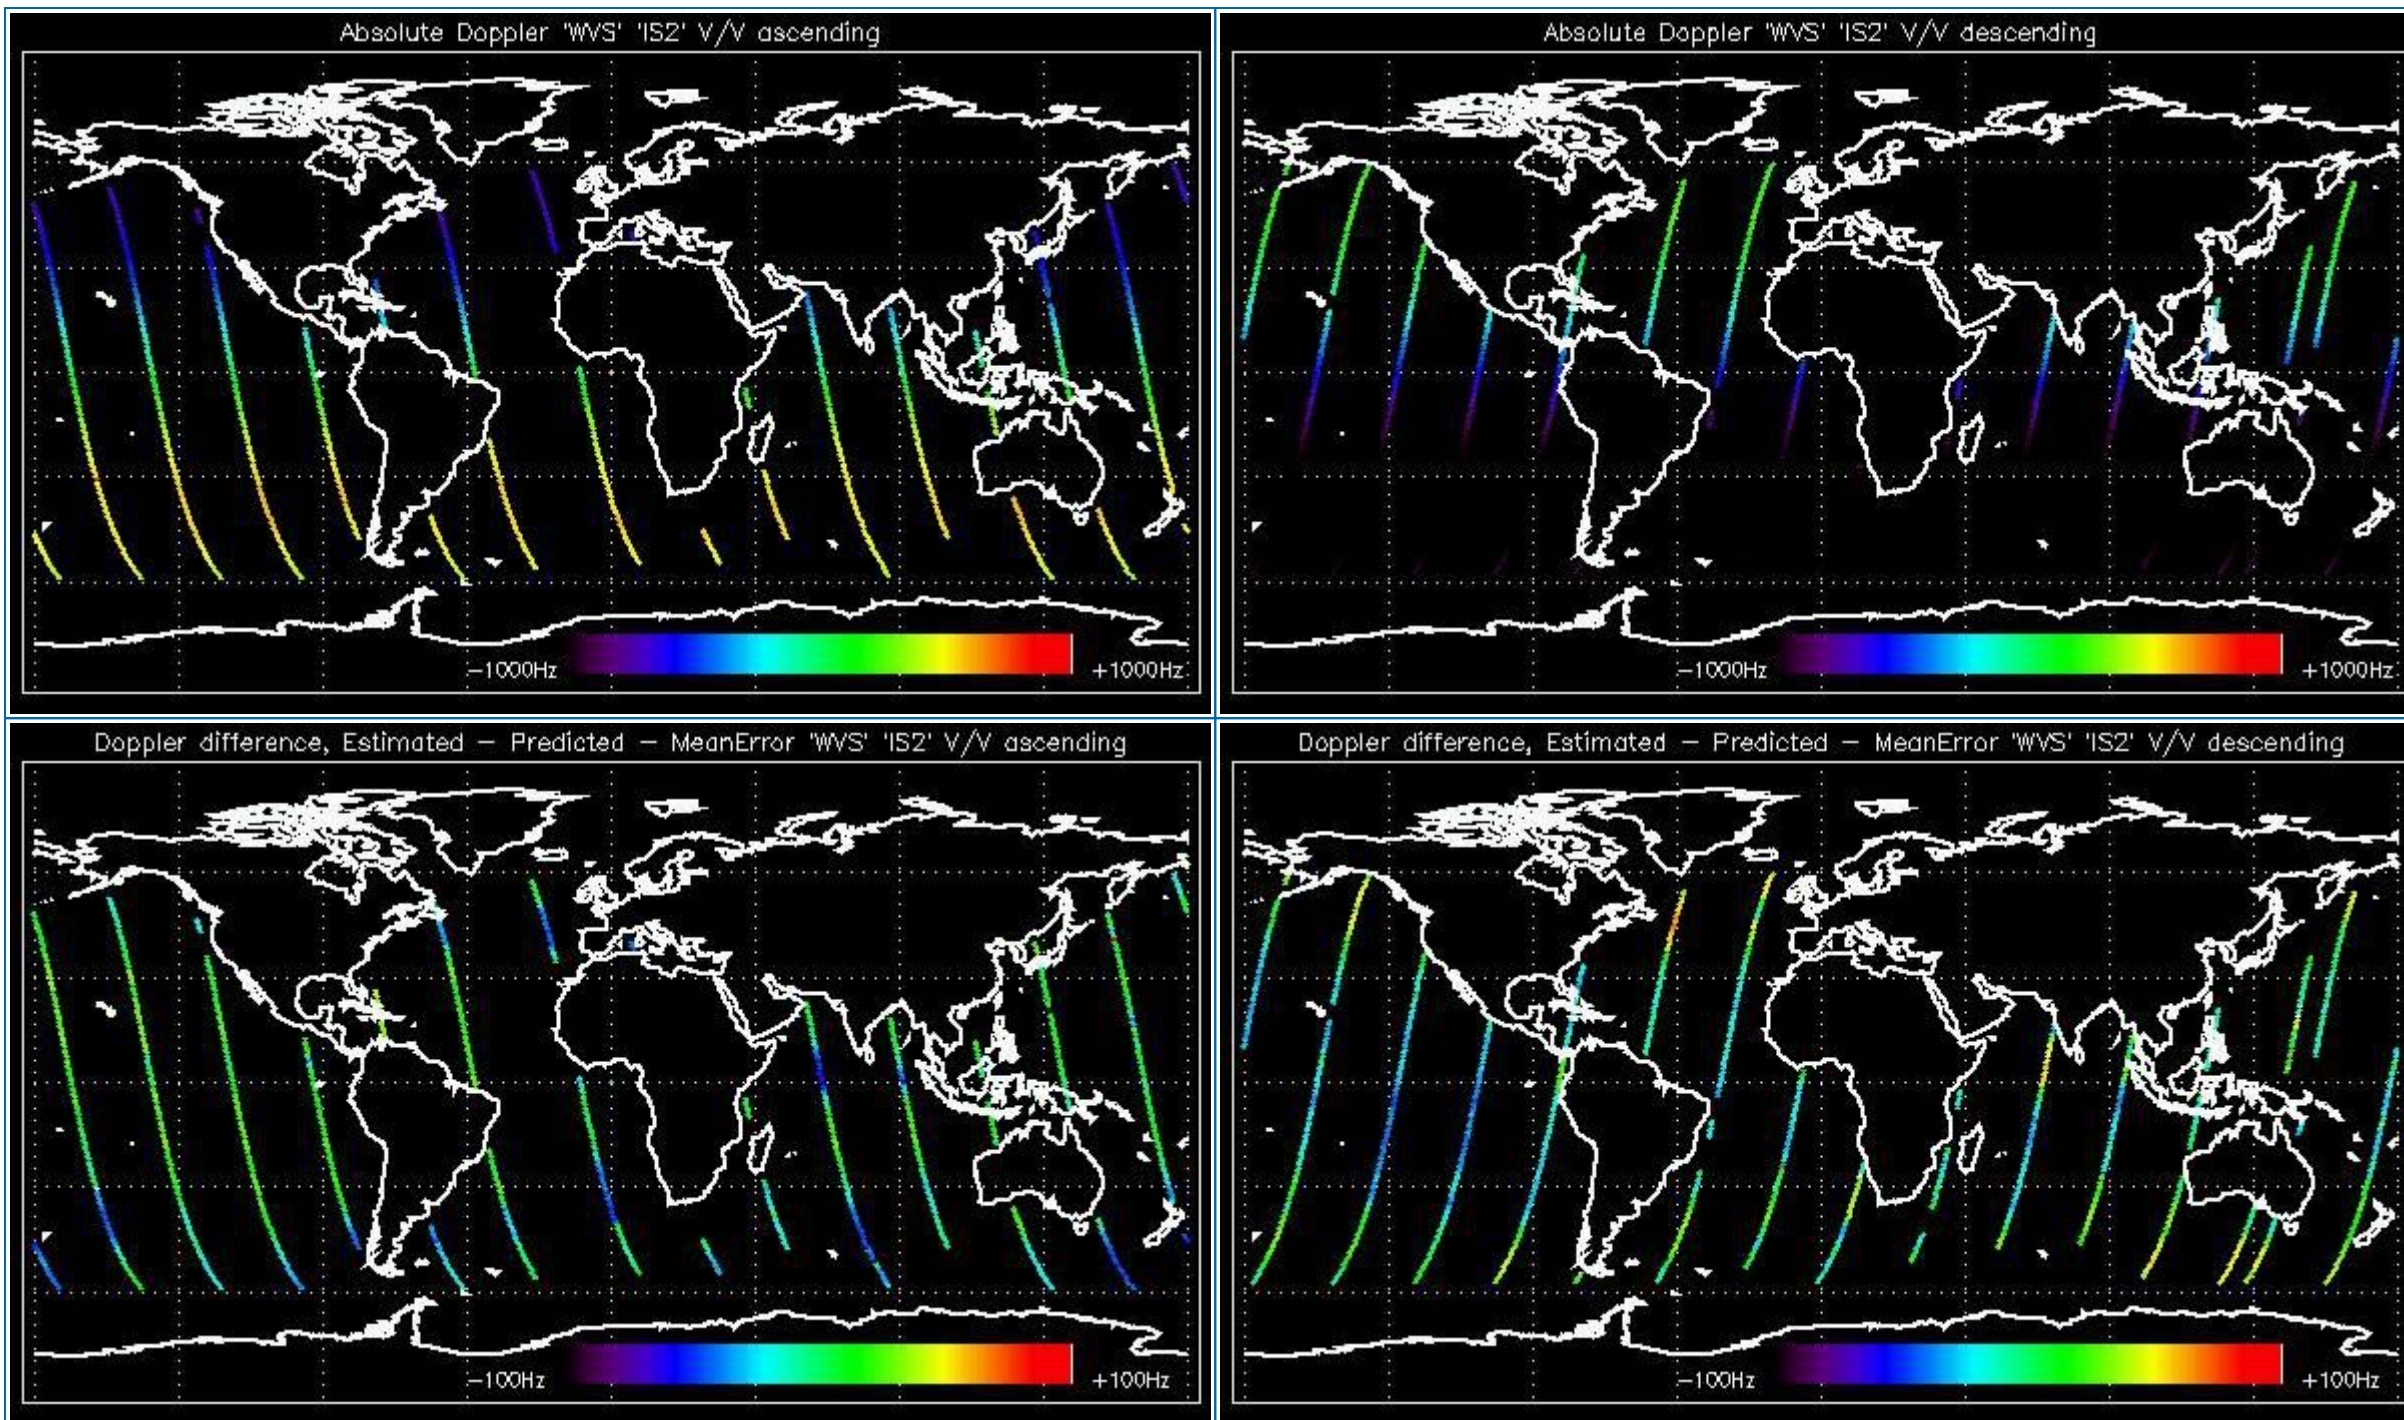 Absolute Doppler 'WVS' 'IS2' V/V ascending
-1000Hz
+1000Hz
Absolute Doppler 'WVS' 'IS2' V/V descending
-1000Hz
+1000Hz
Doppler difference, Estimated - Predicted - MeanError 'WVS' 'IS2' V/V ascending
-100Hz
+100Hz
Doppler difference, Estimated - Predicted - MeanError 'WVS' 'IS2' V/V descending
-100Hz
+100Hz